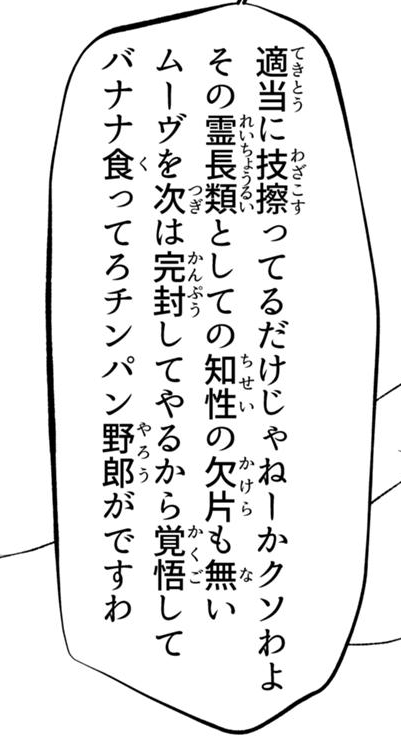 適当に技擦ってるだけじゃねーかクソわよ
その霊長類としての知性の欠片も無い
ムーヴを次は完封してやるから覚悟して
バナナ食ってろチンパン野郎がですわ